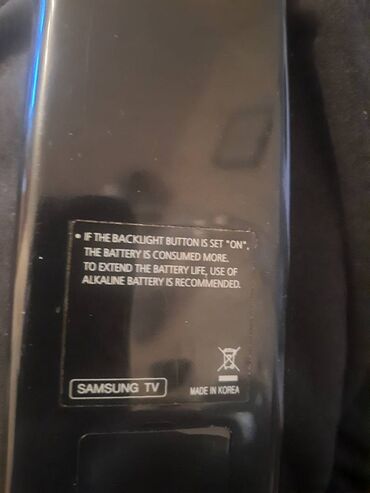 • IF THE BACKLIGHT BUTTON IS SET "ON",
THE BATTERY IS CONSUMED MORE.
TO EXTEND THE BATTERY LIFE, USE OF
ALKALINE BATTERY IS RECOMMENDED.
SAMSUNG TV
MADE IN KOREA